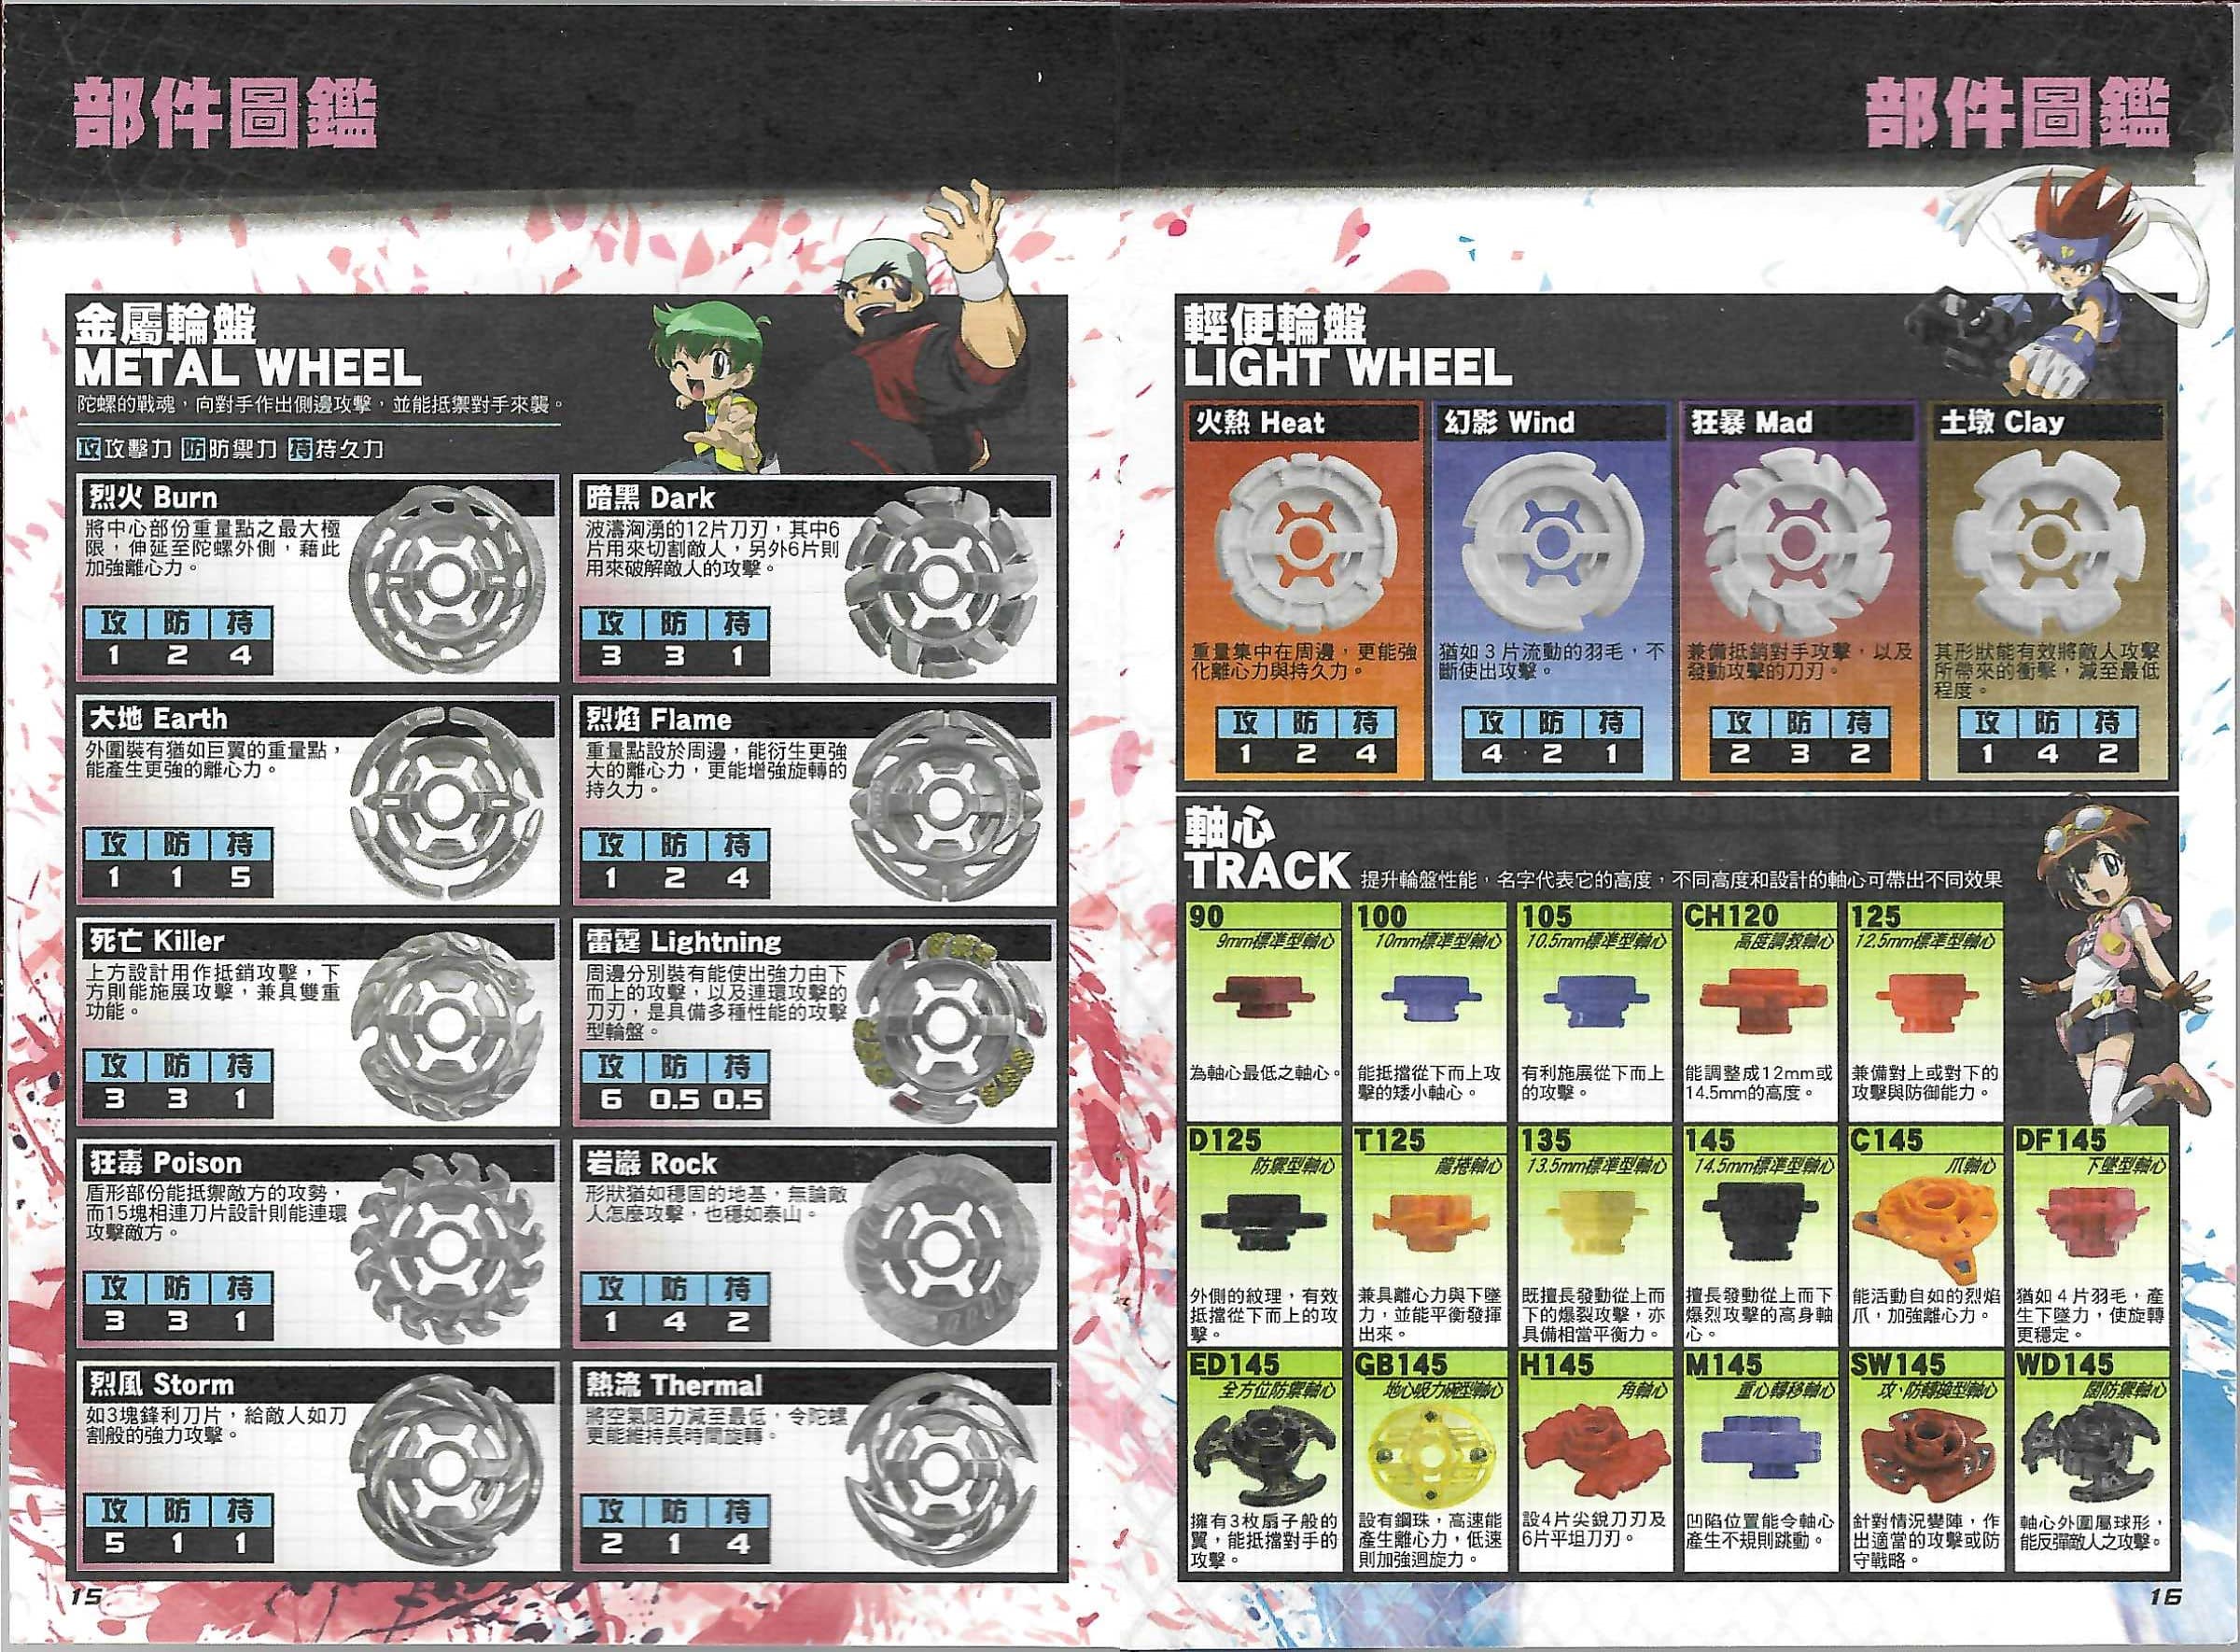 部件圖鑑
金屬輪盤
METAL WHEEL
陀螺的戰魂，向對手作出側邊攻擊，並能抵禦對手來襲。
攻攻擊力 防防禦力 持持久力
烈火 Burn
將中心部份重量點之最大極
限，伸延至陀螺外側，藉此
加強離心力。
攻 防 持
1 2 4
暗黑 Dark
波濤洶湧的12片刀刃，其中6
片用來切割敵人，另外6片則
用來破解敵人的攻擊。
攻 防 持
3 3 1
大地 Earth
外圍裝有猶如巨翼的重量點，
能產生更強的離心力。
攻 防 持
1 1 5
烈焰 Flame
重量點設於周邊，能衍生更強
大的離心力，更能增強旋轉的
持久力。
攻 防 持
1 2 4
死亡 Killer
上方設計用作抵銷攻擊，下
方則能施展攻擊，兼具雙重
功能。
攻 防 持
3 3 1
雷霆 Lightning
周邊分別裝有能使出強力由下
而上的攻擊，以及連環攻擊的
刀刃，是具備多種性能的攻擊
型輪盤。
攻 防 持
6 0.5 0.5
狂毒 Poison
盾形部份能抵禦敵方的攻勢，
而15塊相連刀片設計則能連環
攻擊敵方。
攻 防 持
3 3 1
岩巖 Rock
形狀猶如穩固的地基，無論敵
人怎麼攻擊，也穩如泰山。
攻 防 持
1 4 2
烈風 Storm
如3塊鋒利刀片，給敵人如刀
割般的強力攻擊。
攻 防 持
5 1 1
熱流 Thermal
將空氣阻力減至最低，令陀螺
更能維持長時間旋轉。
攻 防 持
2 1 4
15
部件圖鑑
輕便輪盤
LIGHT WHEEL
火熱 Heat
重量集中在周邊，更能強
化離心力與持久力。
攻 防 持
1 2 4
幻影 Wind
猶如3片流動的羽毛，不
斷使出攻擊。
攻 防 持
4 2 1
狂暴 Mad
兼備抵銷對手攻擊，以及
發動攻擊的刀刃。
攻 防 持
2 3 2
土墩 Clay
其形狀能有效將敵人攻擊
所帶來的衝擊，減至最低
程度。
攻 防 持
1 4 2
軸心
TRACK 提升輪盤性能，名字代表它的高度，不同高度和設計的軸心可帶出不同效果
90
9mm標準型軸心
為軸心最低之軸心。
100
10mm標準型軸心
能抵擋從下而上攻
擊的矮小軸心。
105
10.5mm標準型軸心
有利施展從下而上
的攻擊。
CH120
高度調教軸心
能調整成12mm或
14.5mm的高度。
125
12.5mm標準型軸心
兼備對上或對下的
攻擊與防御能力。
D125
防禦型軸心
外側的紋理，有效
抵擋從下而上的攻
擊。
T125
龍捲軸心
兼具離心力與下墜
力，並能平衡發揮
出來。
135
13.5mm標準型軸心
既擅長發動從上而
下的爆裂攻擊，亦
具備相當平衡力。
145
14.5mm標準型軸心
擅長發動從上而下
爆烈攻擊的高身軸
心。
C145
爪軸心
能活動自如的烈焰
爪，加強離心力。
DF145
下墜型軸心
猶如4片羽毛，產
生下墜力，使旋轉
更穩定。
ED145
全方位防禦軸心
擁有3枚扇子般的
翼，能抵擋對手的
攻擊。
GB145
地心吸力碗型軸心
設有鋼珠，高速能
產生離心力，低速
則加強迴旋力。
H145
角軸心
設4片尖銳刀刃及
6片平坦刀刃。
M145
重心轉移軸心
凹陷位置能令軸心
產生不規則跳動。
SW145
攻、防轉換型軸心
針對情況變陣，作
出適當的攻擊或防
守戰略。
WD145
闊防禦軸心
軸心外圍屬球形，
能反彈敵人之攻擊。
16